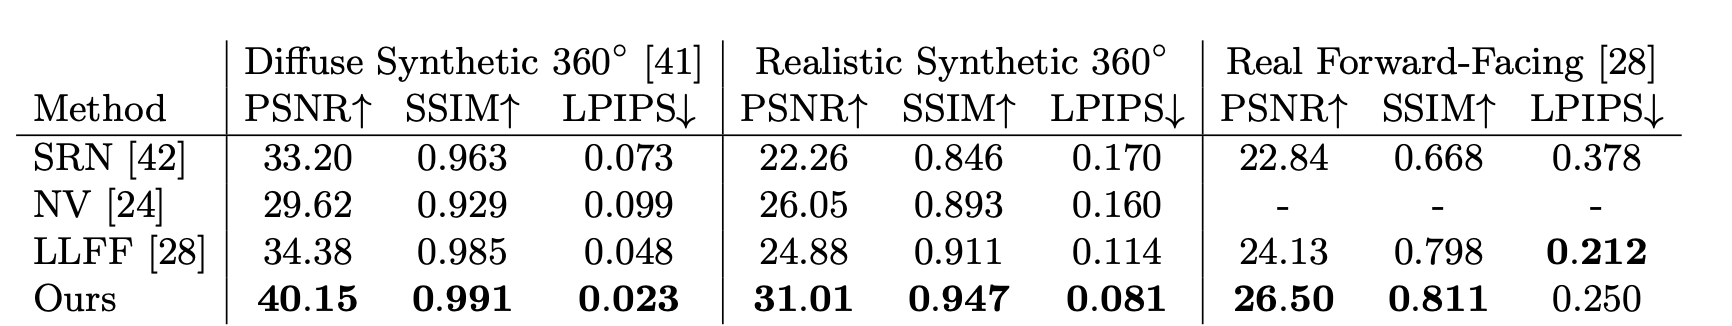 Diffuse Synthetic 360° [41] Realistic Synthetic 360° Real Forward-Facing [28]
Method PSNR↑ SSIM↑ LPIPS↓ PSNR↑ SSIM↑ LPIPS↓ PSNR↑ SSIM↑ LPIPS↓
SRN [42] 33.20 0.963 0.073 22.26 0.846 0.170 22.84 0.668 0.378
NV [24] 29.62 0.929 0.099 26.05 0.893 0.160 - - -
LLFF [28] 34.38 0.985 0.048 24.88 0.911 0.114 24.13 0.798 0.212
Ours 40.15 0.991 0.023 31.01 0.947 0.081 26.50 0.811 0.250